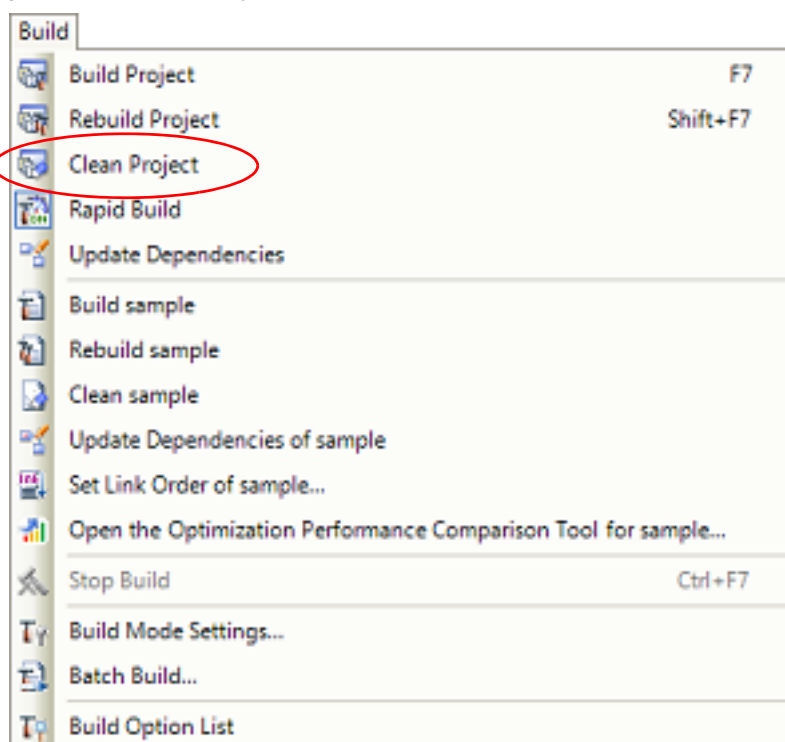 Build
Build Project F7
Rebuild Project Shift+F7
Clean Project
Rapid Build
Update Dependencies
Build sample
Rebuild sample
Clean sample
Update Dependencies of sample
Set Link Order of sample...
Open the Optimization Performance Comparison Tool for sample...
Stop Build Ctrl+F7
Build Mode Settings...
Batch Build...
Build Option List